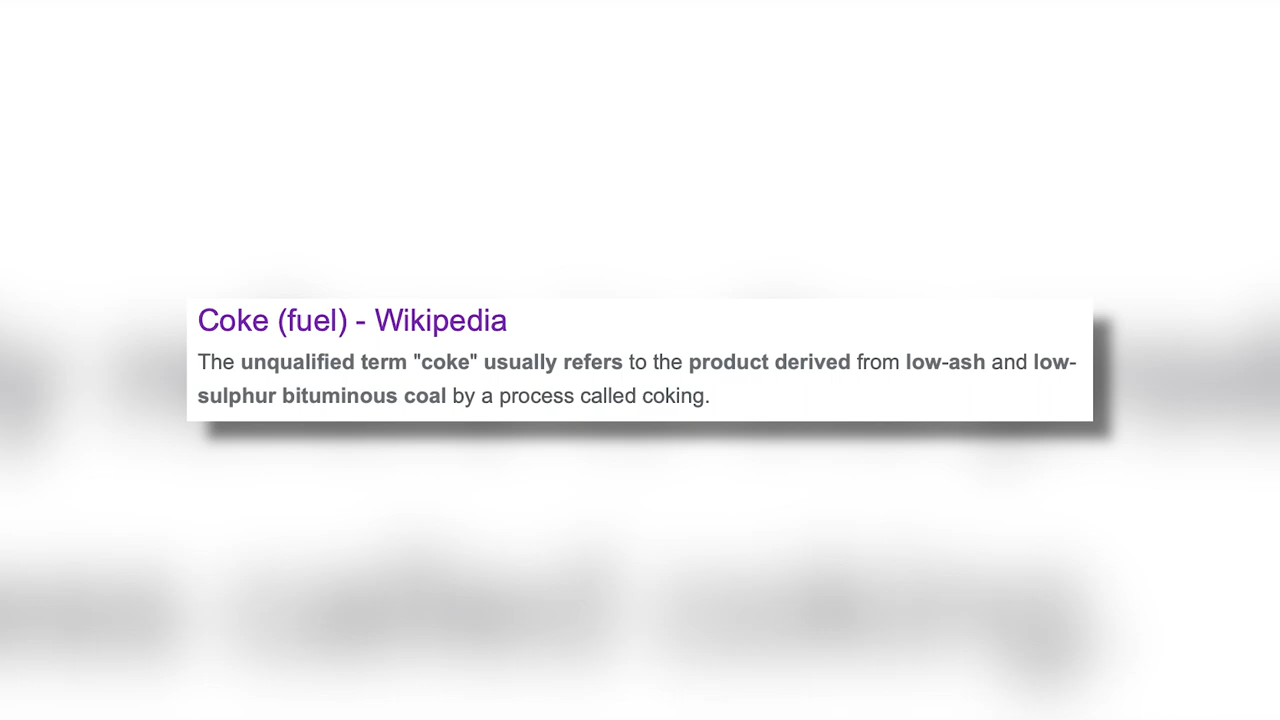 Coke (fuel) - Wikipedia
The unqualified term "coke" usually refers to the product derived from low-ash and low-
sulphur bituminous coal by a process called coking.